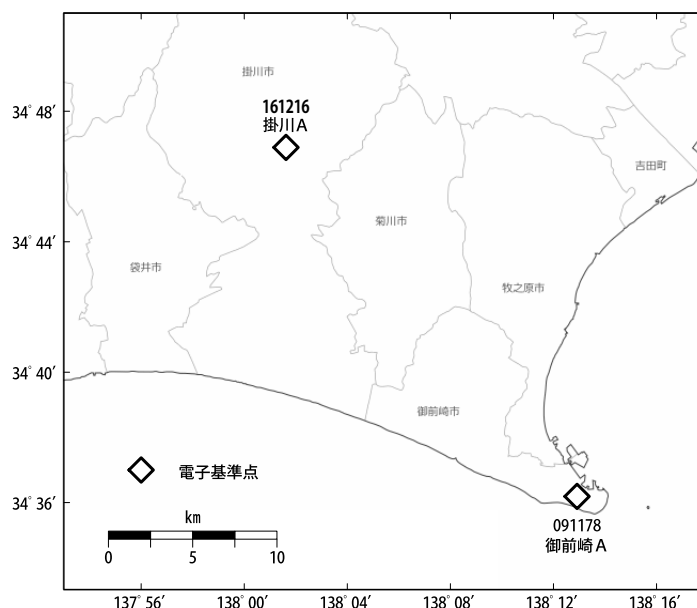 掛川市
34°48′
161216
掛川A
吉田町
菊川市
34°44′
袋井市
牧之原市
34°40′
御前崎市
電子基準点
34°36′
km
091178
0 5 10
御前崎A
137°56′ 138°00′ 138°04′ 138°08′ 138°12′ 138°16′